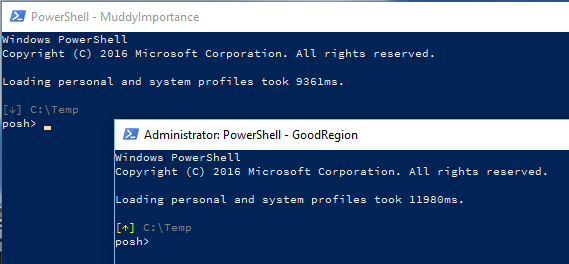 PowerShell - MuddyImportance
Windows PowerShell
Copyright (C) 2016 Microsoft Corporation. All rights reserved.
Loading personal and system profiles took 9361ms.
[↓] C:\Temp
posh>
Administrator: PowerShell - GoodRegion
Windows PowerShell
Copyright (C) 2016 Microsoft Corporation. All rights reserved.
Loading personal and system profiles took 11980ms.
[↑] C:\Temp
posh>